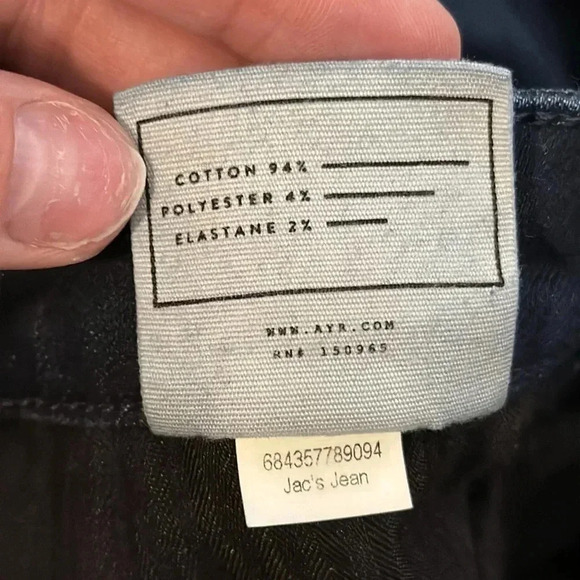 COTTON 94%
POLYESTER 4%
ELASTANE 2%
WWW.AYR.COM
RN# 150965
684357789094
Jac's Jean